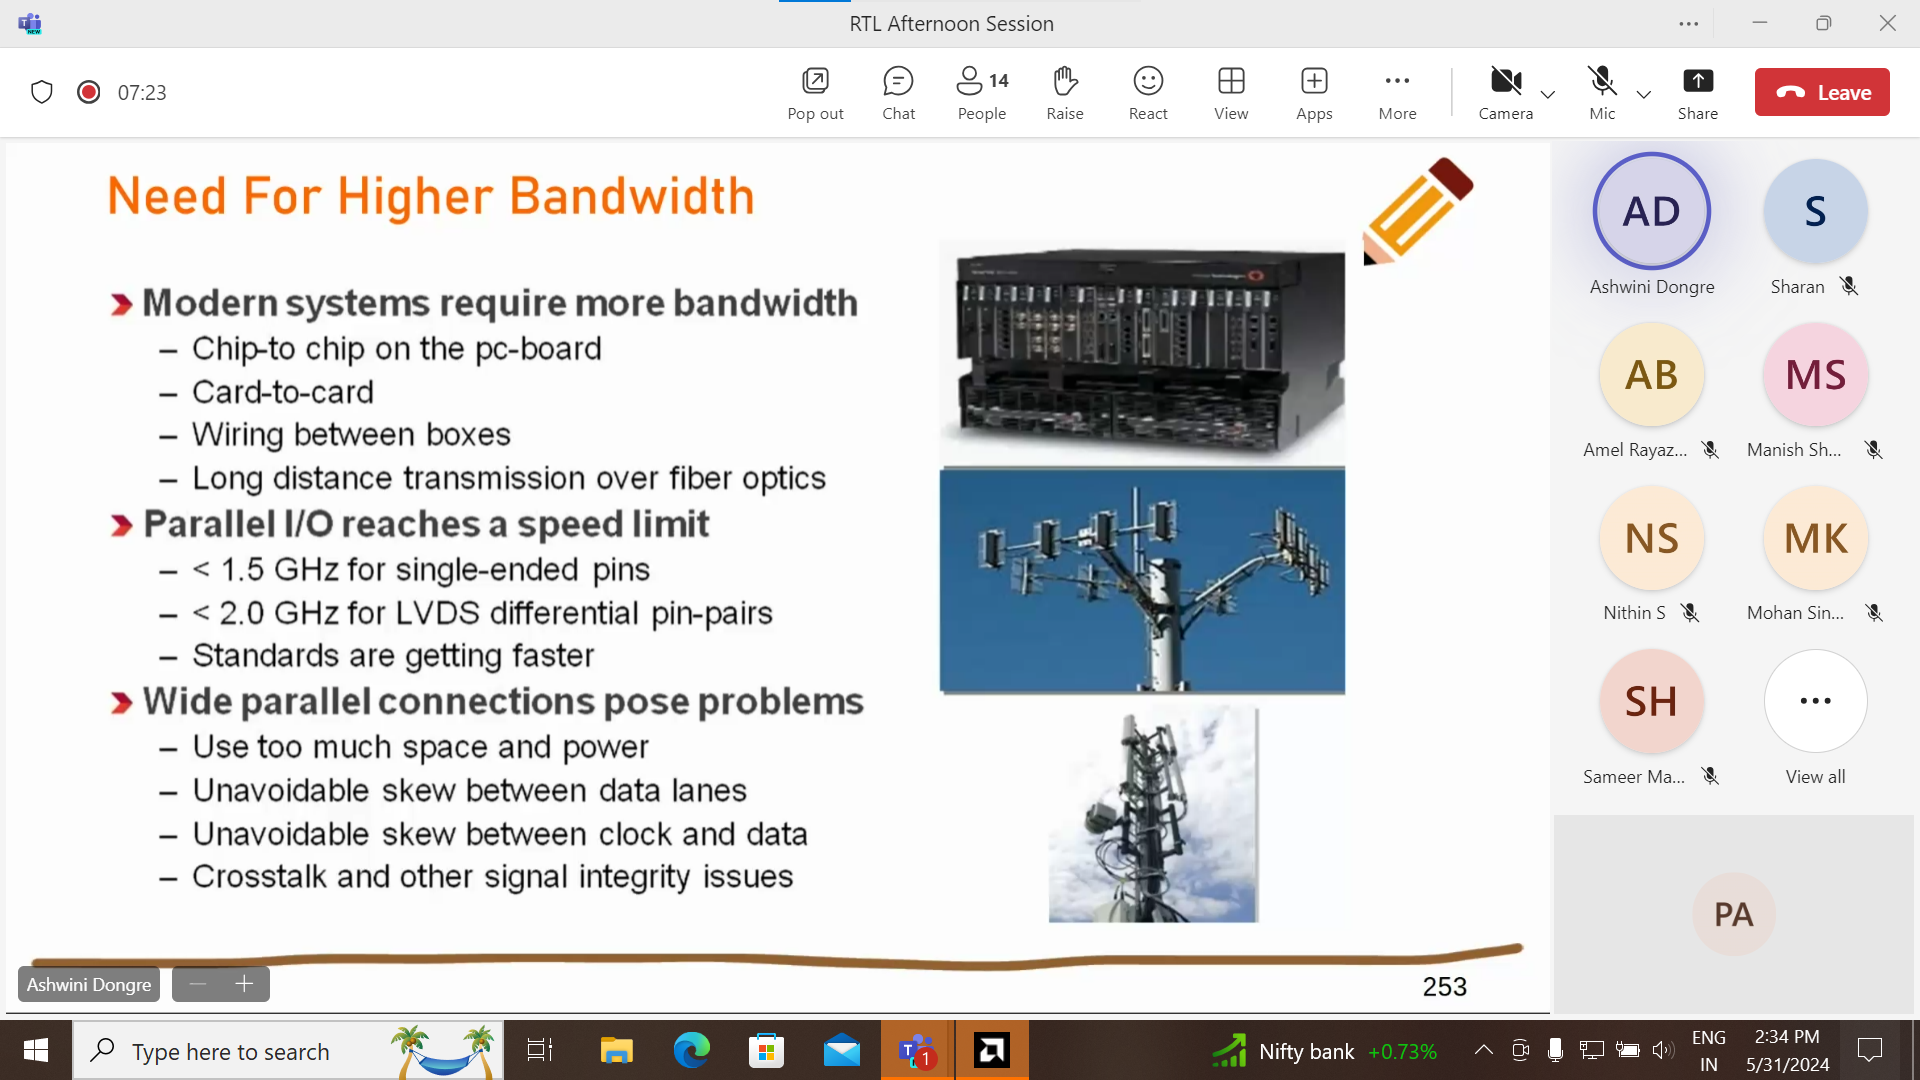 RTL Afternoon Session
NEW
07:23
Pop out
Chat
14
People
Raise
React
View
Apps
More
Camera
Mic
Share
Leave
Need For Higher Bandwidth
Modern systems require more bandwidth
– Chip-to chip on the pc-board
– Card-to-card
– Wiring between boxes
– Long distance transmission over fiber optics
Parallel I/O reaches a speed limit
– < 1.5 GHz for single-ended pins
– < 2.0 GHz for LVDS differential pin-pairs
– Standards are getting faster
Wide parallel connections pose problems
– Use too much space and power
– Unavoidable skew between data lanes
– Unavoidable skew between clock and data
– Crosstalk and other signal integrity issues
253
Ashwini Dongre
AD
Ashwini Dongre
S
Sharan
AB
Amel Rayaz...
MS
Manish Sh...
NS
Nithin S
MK
Mohan Sin...
SH
Sameer Ma...
View all
PA
Type here to search
1
Nifty bank +0.73%
ENG
IN
2:34 PM
5/31/2024